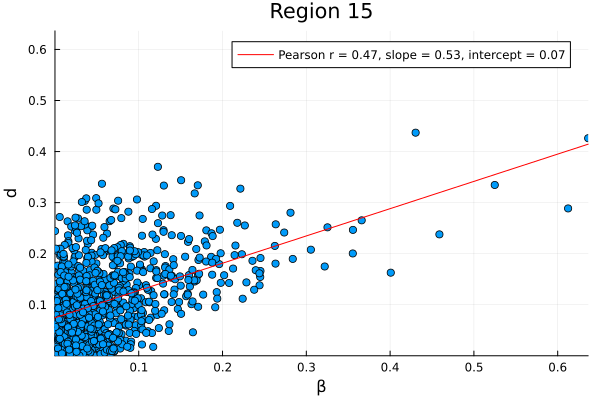 Region 15
Pearson r = 0.47, slope = 0.53, intercept = 0.07
0.6
0.5
0.4
0.3
0.2
0.1
d
0.1 0.2 0.3 0.4 0.5 0.6
β